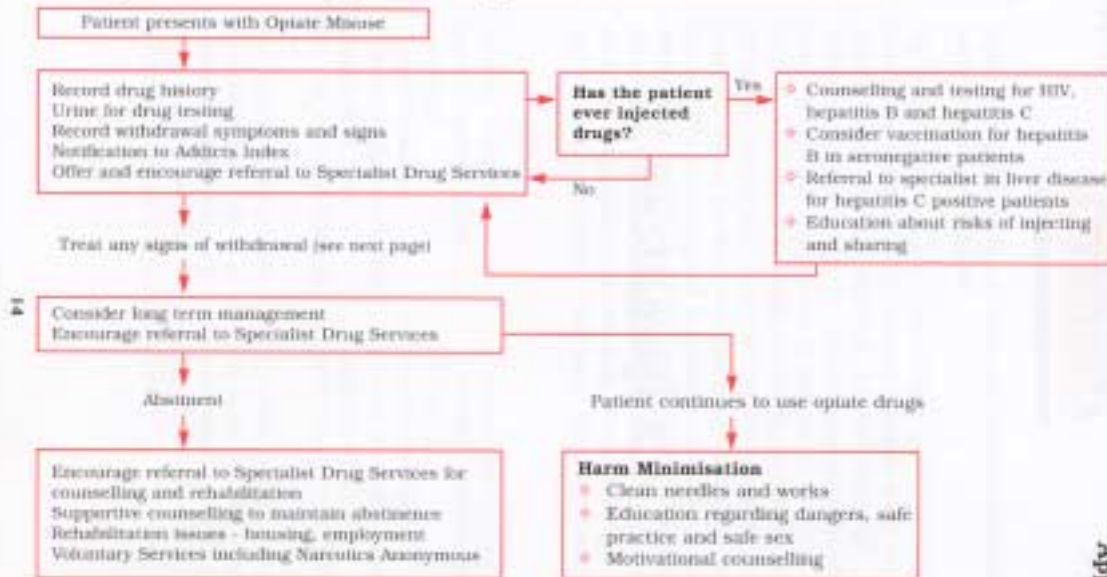 Patient presents with Opiate Misuse
Record drug history
Urine for drug testing
Record withdrawal symptoms and signs
Notification to Addicts Index
Offer and encourage referral to Specialist Drug Services
Has the patient
ever injected
drugs?
Yes
No
Counselling and testing for HIV,
hepatitis B and hepatitis C
Consider vaccination for hepatitis
B in seronegative patients
Referral to specialist in liver disease
for hepatitis C positive patients
Education about risks of injecting
and sharing
Treat any signs of withdrawal (see next page)
Consider long term management
Encourage referral to Specialist Drug Services
14
Abstinent
Patient continues to use opiate drugs
Encourage referral to Specialist Drug Services for
counselling and rehabilitation
Supportive counselling to maintain abstinence
Rehabilitation issues - housing, employment
Voluntary Services including Narcotics Anonymous
Harm Minimisation
Clean needles and works
Education regarding dangers, safe
practice and safe sex
Motivational counselling